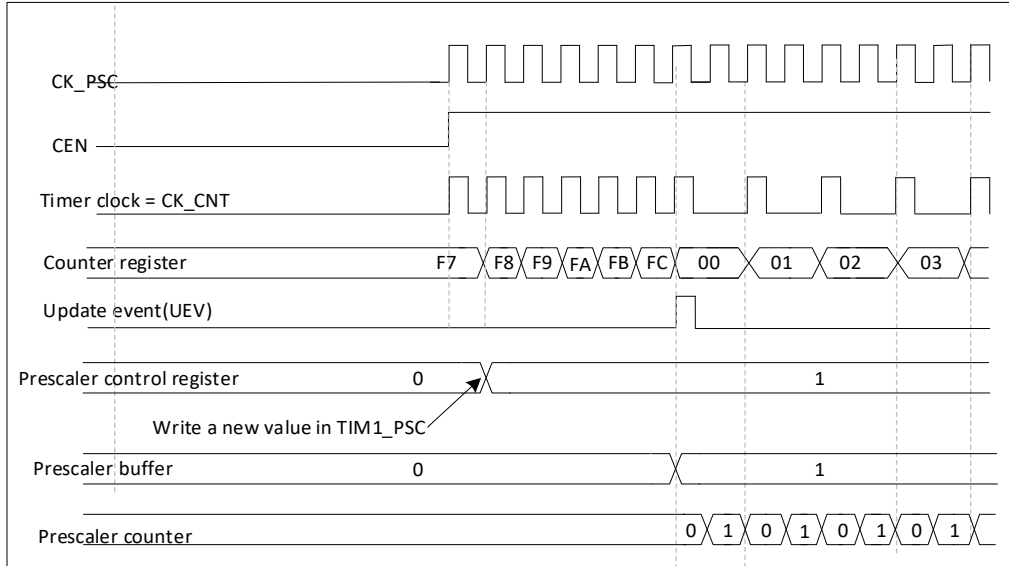 CK_PSC
CEN
Timer clock = CK_CNT
Counter register F7 F8 F9 FA FB FC 00 01 02 03
Update event(UEV)
Prescaler control register 0 1
Write a new value in TIM1_PSC
Prescaler buffer 0 1
Prescaler counter 0 1 0 1 0 1 0 1